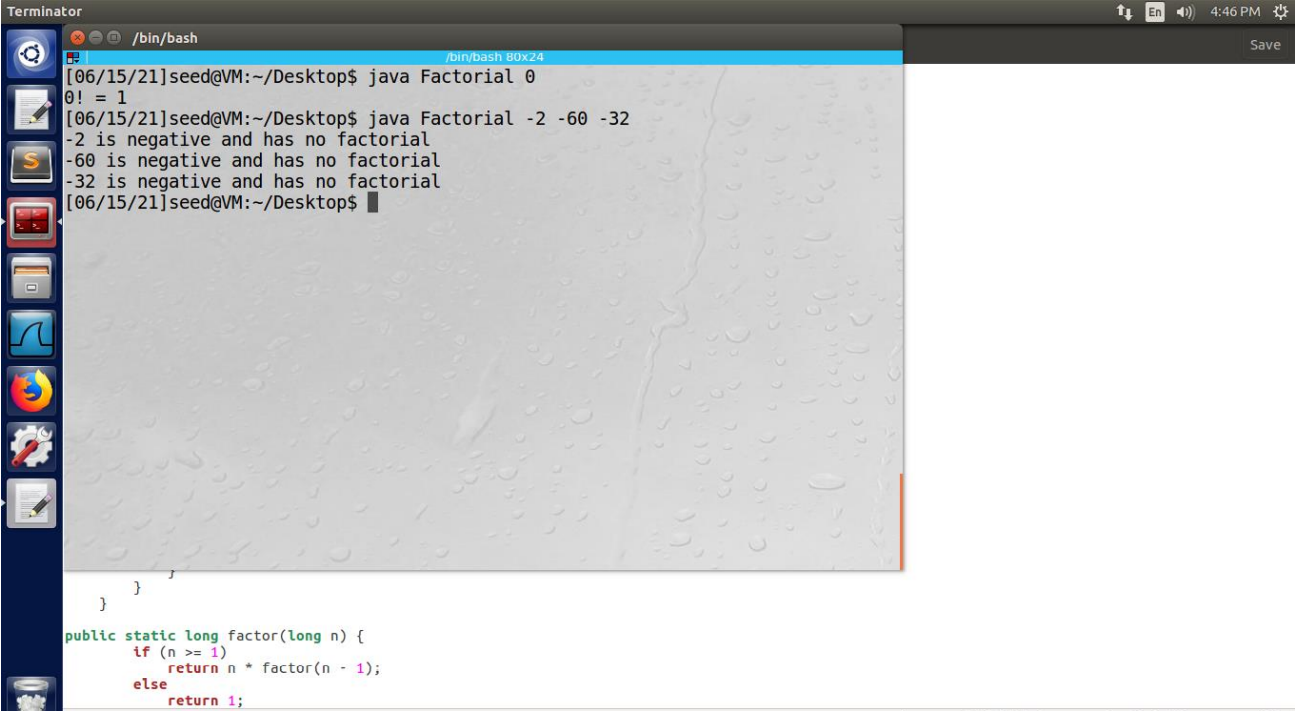 Terminator
En
4:46 PM
/bin/bash
Save
/bin/bash 80x24
[06/15/21]seed@VM:~/Desktop$ java Factorial 0
0! = 1
[06/15/21]seed@VM:~/Desktop$ java Factorial -2 -60 -32
-2 is negative and has no factorial
-60 is negative and has no factorial
-32 is negative and has no factorial
[06/15/21]seed@VM:~/Desktop$
}
}
}
public static long factor(long n) {
if (n >= 1)
return n * factor(n - 1);
else
return 1;